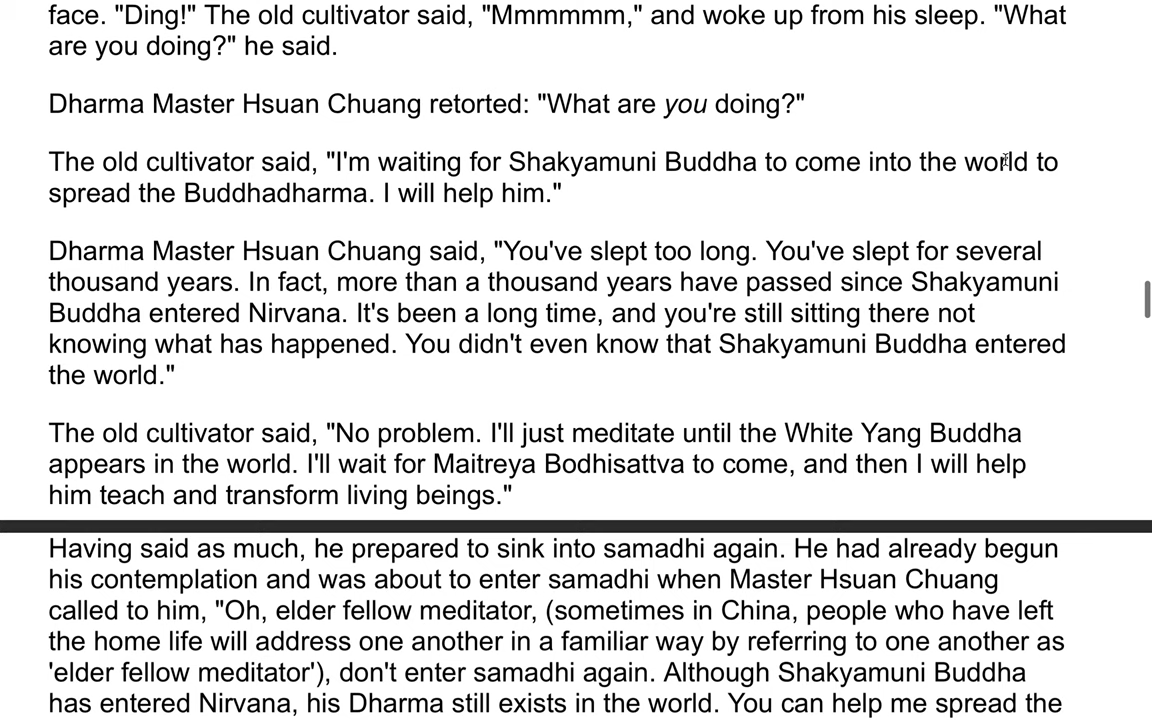 face. "Ding!" The old cultivator said, "Mmmmmm," and woke up from his sleep. "What
are you doing?" he said.
Dharma Master Hsuan Chuang retorted: "What are you doing?"
The old cultivator said, "I'm waiting for Shakyamuni Buddha to come into the world to
spread the Buddhadharma. I will help him."
Dharma Master Hsuan Chuang said, "You've slept too long. You've slept for several
thousand years. In fact, more than a thousand years have passed since Shakyamuni
Buddha entered Nirvana. It's been a long time, and you're still sitting there not
knowing what has happened. You didn't even know that Shakyamuni Buddha entered
the world."
The old cultivator said, "No problem. I'll just meditate until the White Yang Buddha
appears in the world. I'll wait for Maitreya Bodhisattva to come, and then I will help
him teach and transform living beings."
Having said as much, he prepared to sink into samadhi again. He had already begun
his contemplation and was about to enter samadhi when Master Hsuan Chuang
called to him, "Oh, elder fellow meditator, (sometimes in China, people who have left
the home life will address one another in a familiar way by referring to one another as
'elder fellow meditator'), don't enter samadhi again. Although Shakyamuni Buddha
has entered Nirvana, his Dharma still exists in the world. You can help me spread the